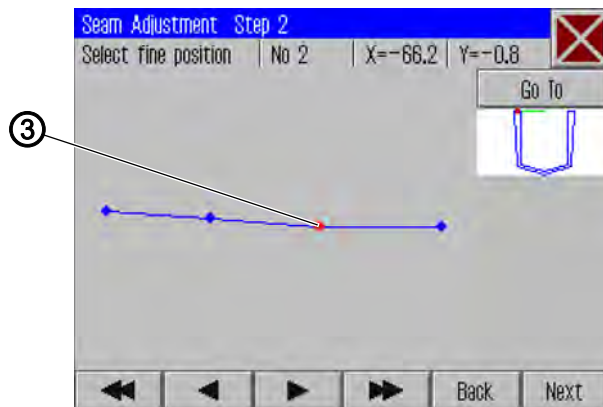 Seam Adjustment Step 2
Select fine position No 2 X=-66.2 Y=-0.8
Go To
③
Back Next